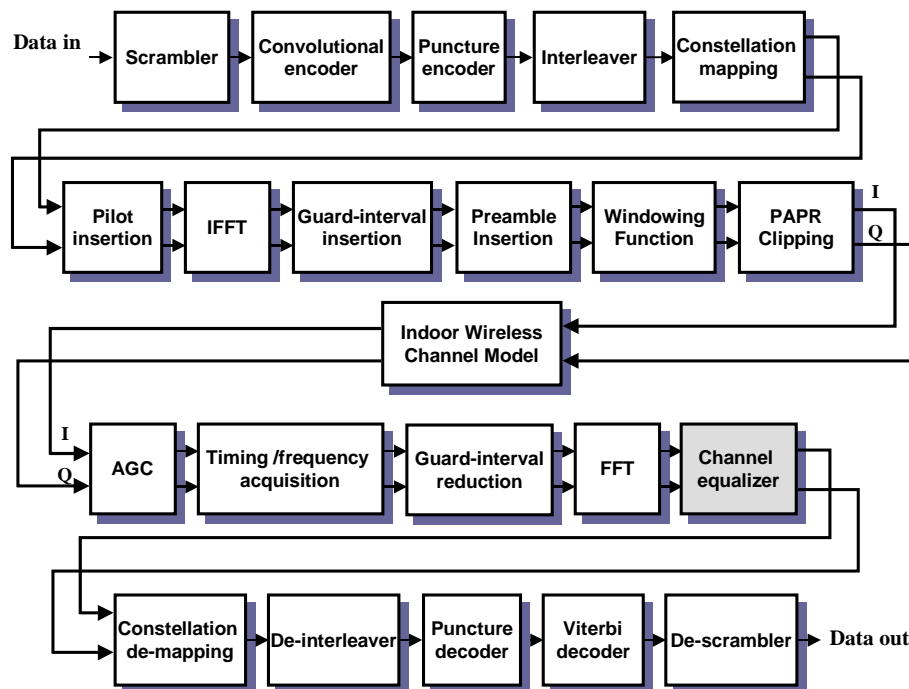 Data in
Scrambler
Convolutional
encoder
Puncture
encoder
Interleaver
Constellation
mapping
Pilot
insertion
IFFT
Guard-interval
insertion
Preamble
Insertion
Windowing
Function
PAPR
Clipping
I
Q
Indoor Wireless
Channel Model
I
Q
AGC
Timing /frequency
acquisition
Guard-interval
reduction
FFT
Channel
equalizer
Constellation
de-mapping
De-interleaver
Puncture
decoder
Viterbi
decoder
De-scrambler
Data out